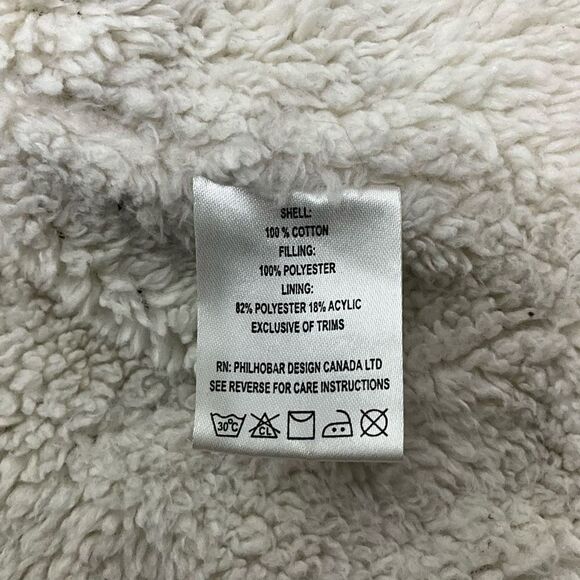 SHELL:
100 % COTTON
FILLING:
100% POLYESTER
LINING:
82% POLYESTER 18% ACYLIC
EXCLUSIVE OF TRIMS
RN: PHILHOBAR DESIGN CANADA LTD
SEE REVERSE FOR CARE INSTRUCTIONS
30°C CL